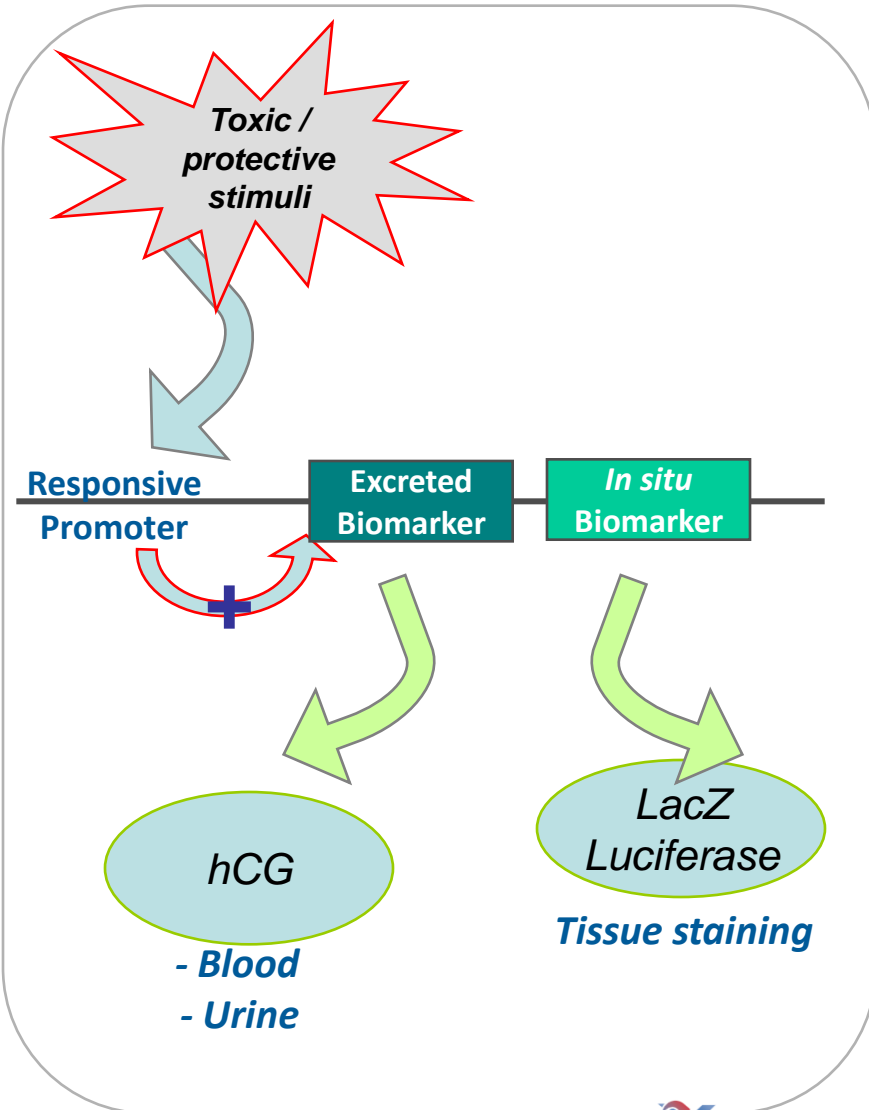 Toxic /
protective
stimuli
Responsive
Promoter
Excreted
Biomarker
In situ
Biomarker
hCG
- Blood
- Urine
LacZ
Luciferase
Tissue staining